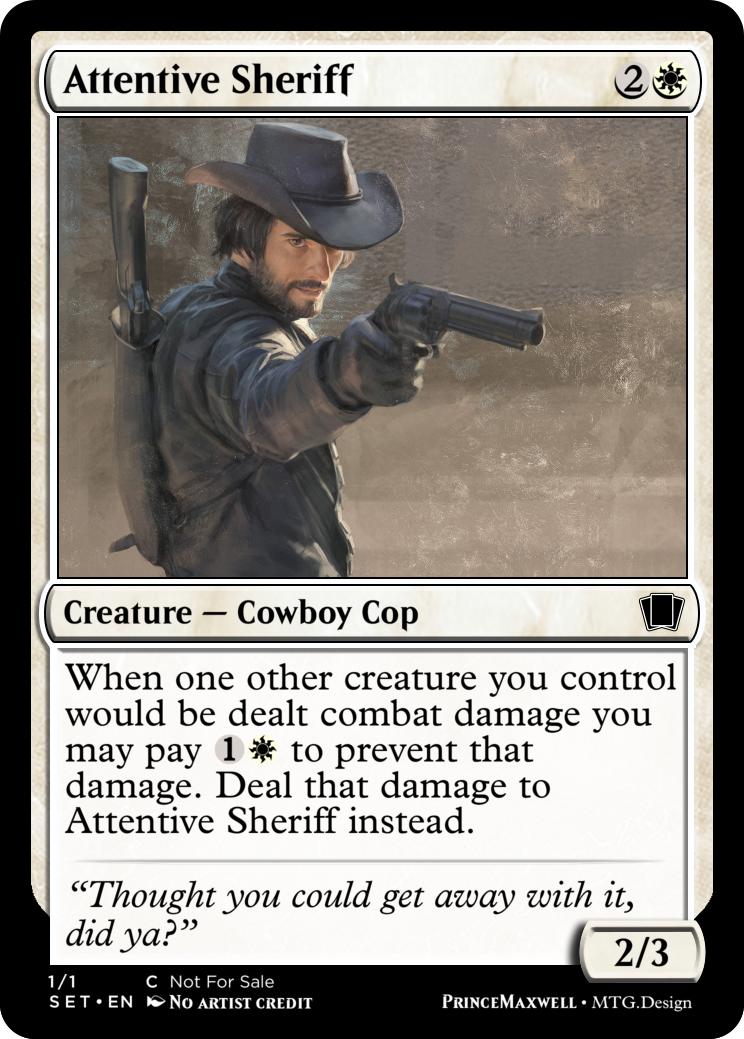 Attentive Sheriff 2
Creature — Cowboy Cop
When one other creature you control
would be dealt combat damage you
may pay 1 to prevent that
damage. Deal that damage to
Attentive Sheriff instead.
“Thought you could get away with it,
did ya?”
2/3
1/1 C Not For Sale
SET • EN No artist credit
PrinceMaxwell • MTG.Design